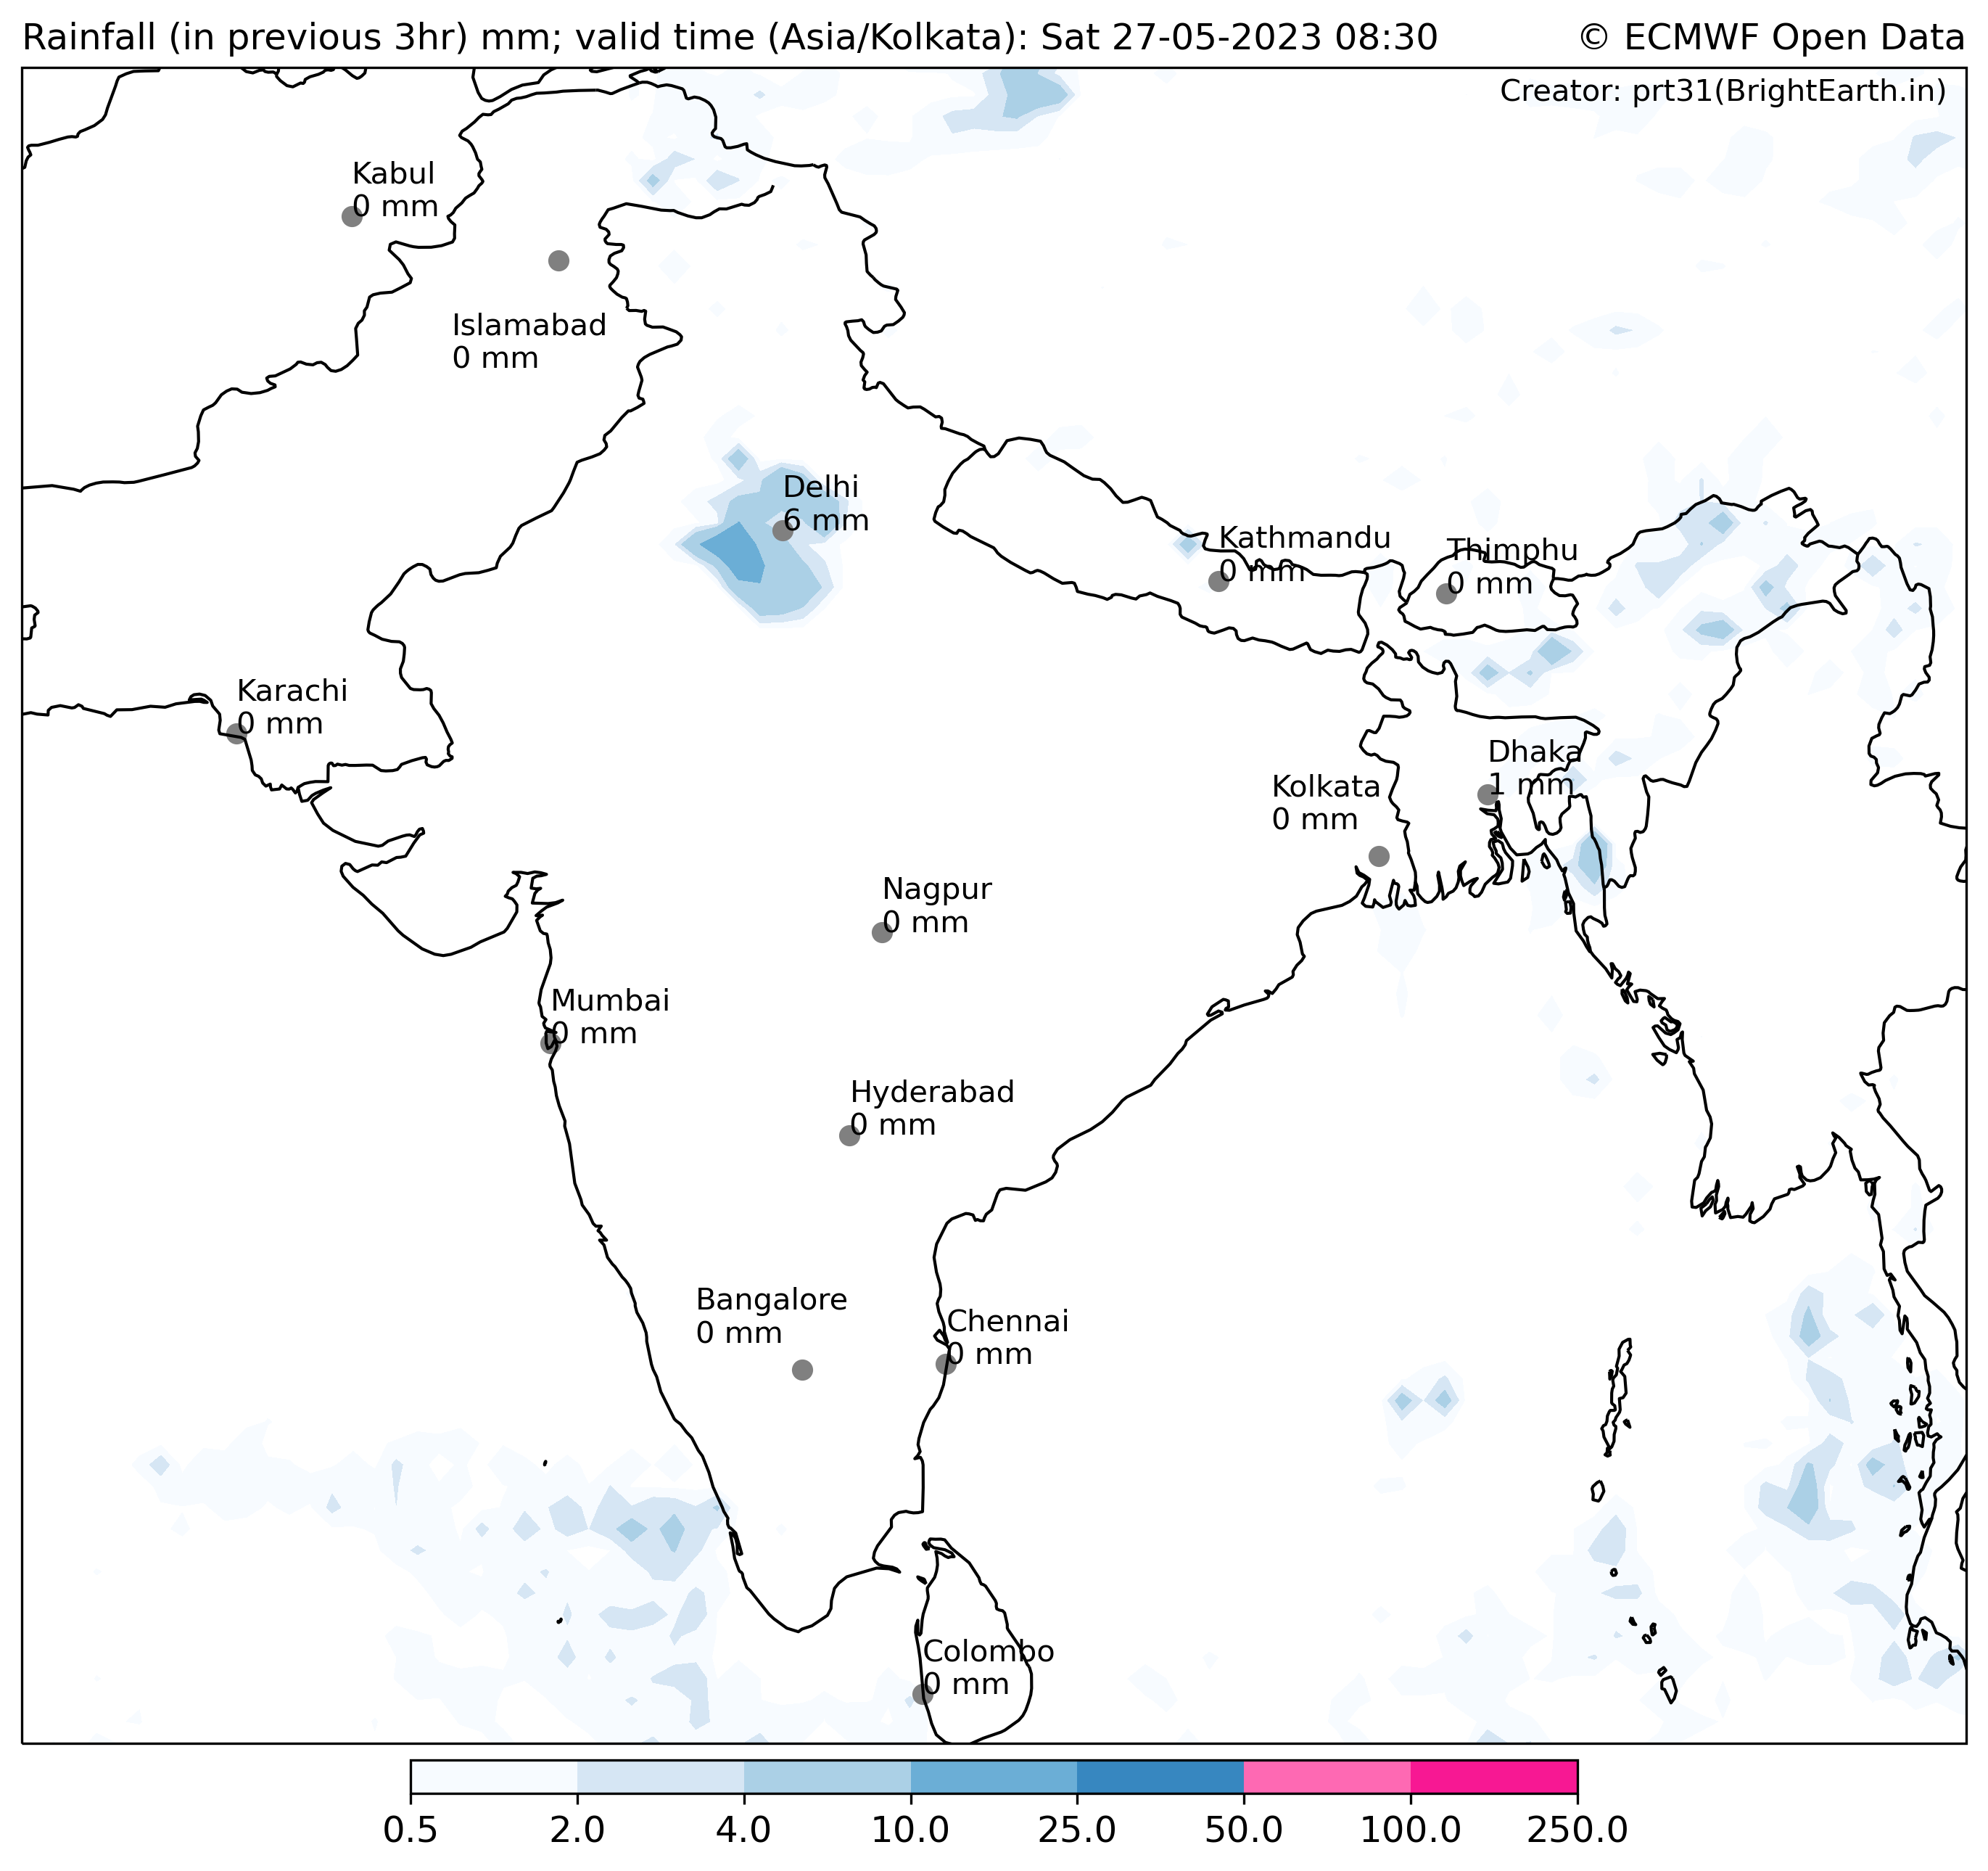 Rainfall (in previous 3hr) mm; valid time (Asia/Kolkata): Sat 27-05-2023 08:30
© ECMWF Open Data
Creator: prt31(BrightEarth.in)
Kabul
0 mm
Islamabad
0 mm
Delhi
6 mm
Kathmandu
0 mm
Thimphu
0 mm
Karachi
0 mm
Dhaka
1 mm
Kolkata
0 mm
Nagpur
0 mm
Mumbai
0 mm
Hyderabad
0 mm
Bangalore
0 mm
Chennai
0 mm
Colombo
0 mm
0.5 2.0 4.0 10.0 25.0 50.0 100.0 250.0